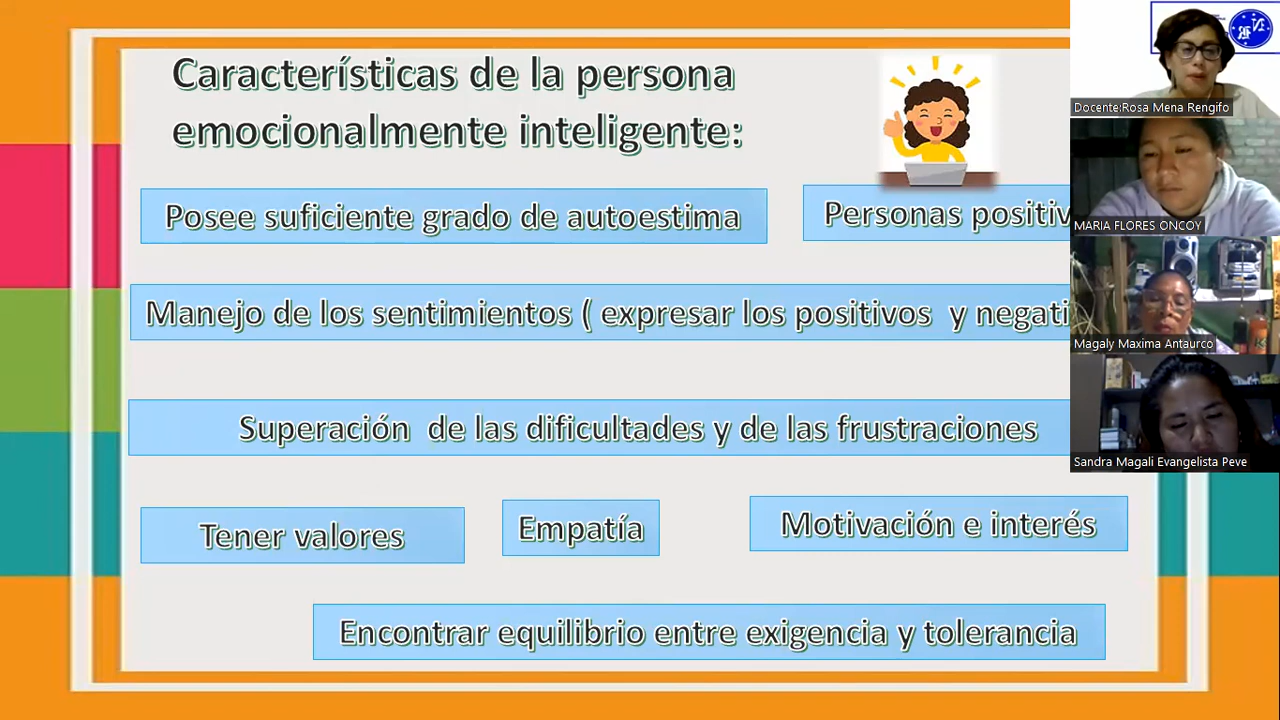 Características de la persona
emocionalmente inteligente:
Posee suficiente grado de autoestima
Personas
Manejo de los sentimientos ( expresar los positivos y
Superación de las dificultades y de las frustraciones
Tener valores
Empatía
Motivación e interés
Encontrar equilibrio entre exigencia y tolerancia
Docente:Rosa Mena Rengifo
MARIA FLORES ONCOY
Magaly Maxima Antaurco
Sandra Magali Evangelista Peve